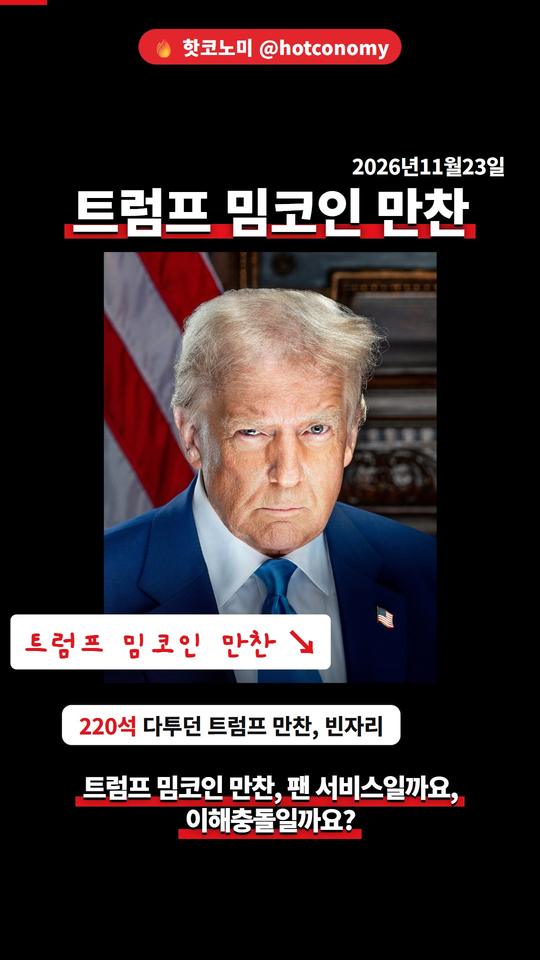 핫코노미 @hotconomy
2026년11월23일
트럼프 밈코인 만찬
트럼프 밈코인 만찬 ↘
220석 다투던 트럼프 만찬, 빈자리
트럼프 밈코인 만찬, 팬 서비스일까요,
이해충돌일까요?